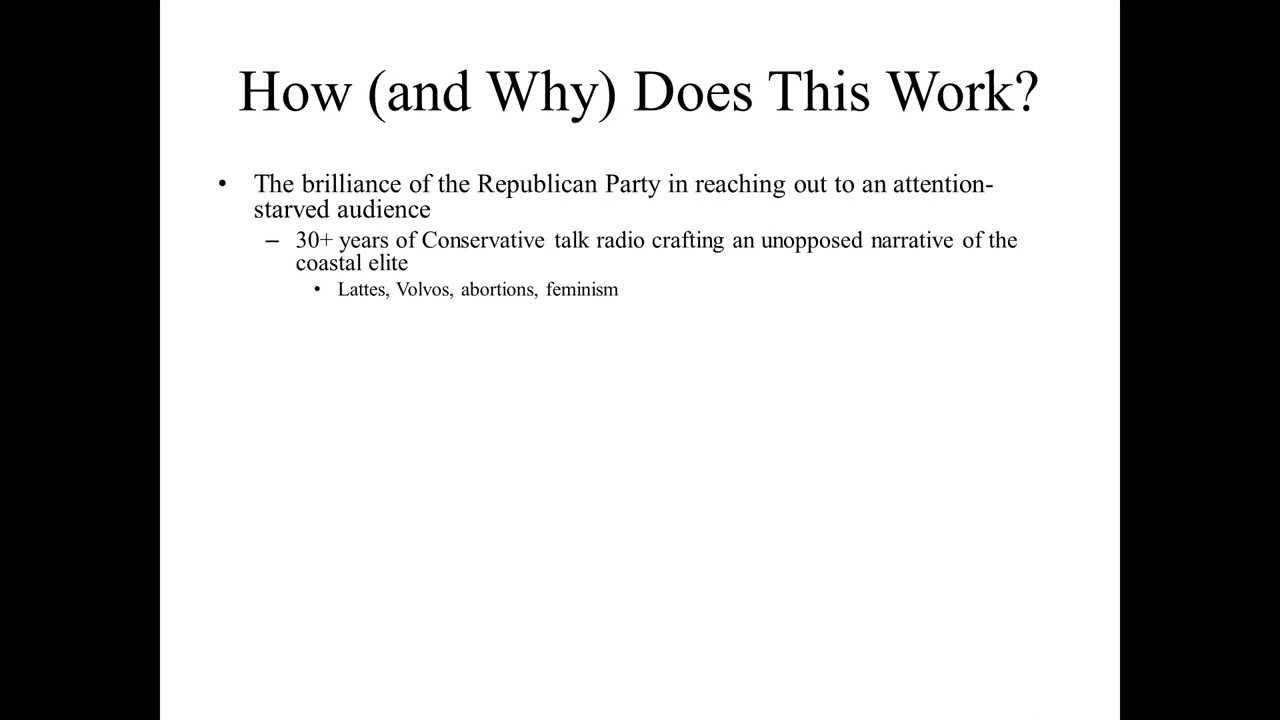 How (and Why) Does This Work?
• The brilliance of the Republican Party in reaching out to an attention-
starved audience
– 30+ years of Conservative talk radio crafting an unopposed narrative of the
coastal elite
• Lattes, Volvos, abortions, feminism